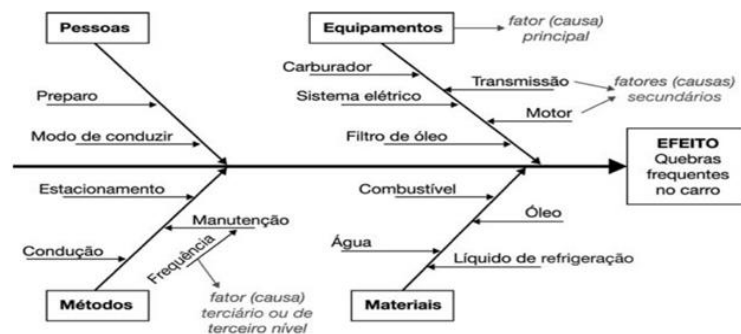 Pessoas
Equipamentos
fator (causa)
principal
Carburador
Transmissão
fatores (causas)
secundários
Preparo
Sistema elétrico
Motor
Modo de conduzir
Filtro de óleo
EFEITO
Quebras
frequentes
no carro
Estacionamento
Combustível
Manutenção
Óleo
Condução
Frequência
Água
Líquido de refrigeração
Métodos
fator (causa)
terciário ou de
terceiro nível
Materiais